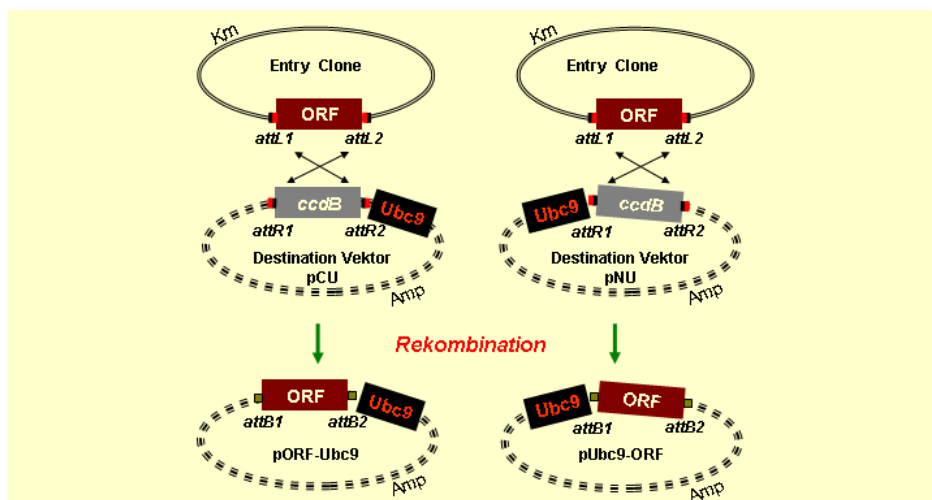 Km
Entry Clone
ORF
attL1 attL2
ccdB
Ubc9
attR1 attR2
Destination Vektor
pCU
Amp
Km
Entry Clone
ORF
attL1 attL2
Ubc9
ccdB
attR1 attR2
Destination Vektor
pNU
Amp
Rekombination
ORF
Ubc9
attB1 attB2
pORF-Ubc9
Amp
Ubc9
ORF
attB1 attB2
pUbc9-ORF
Amp